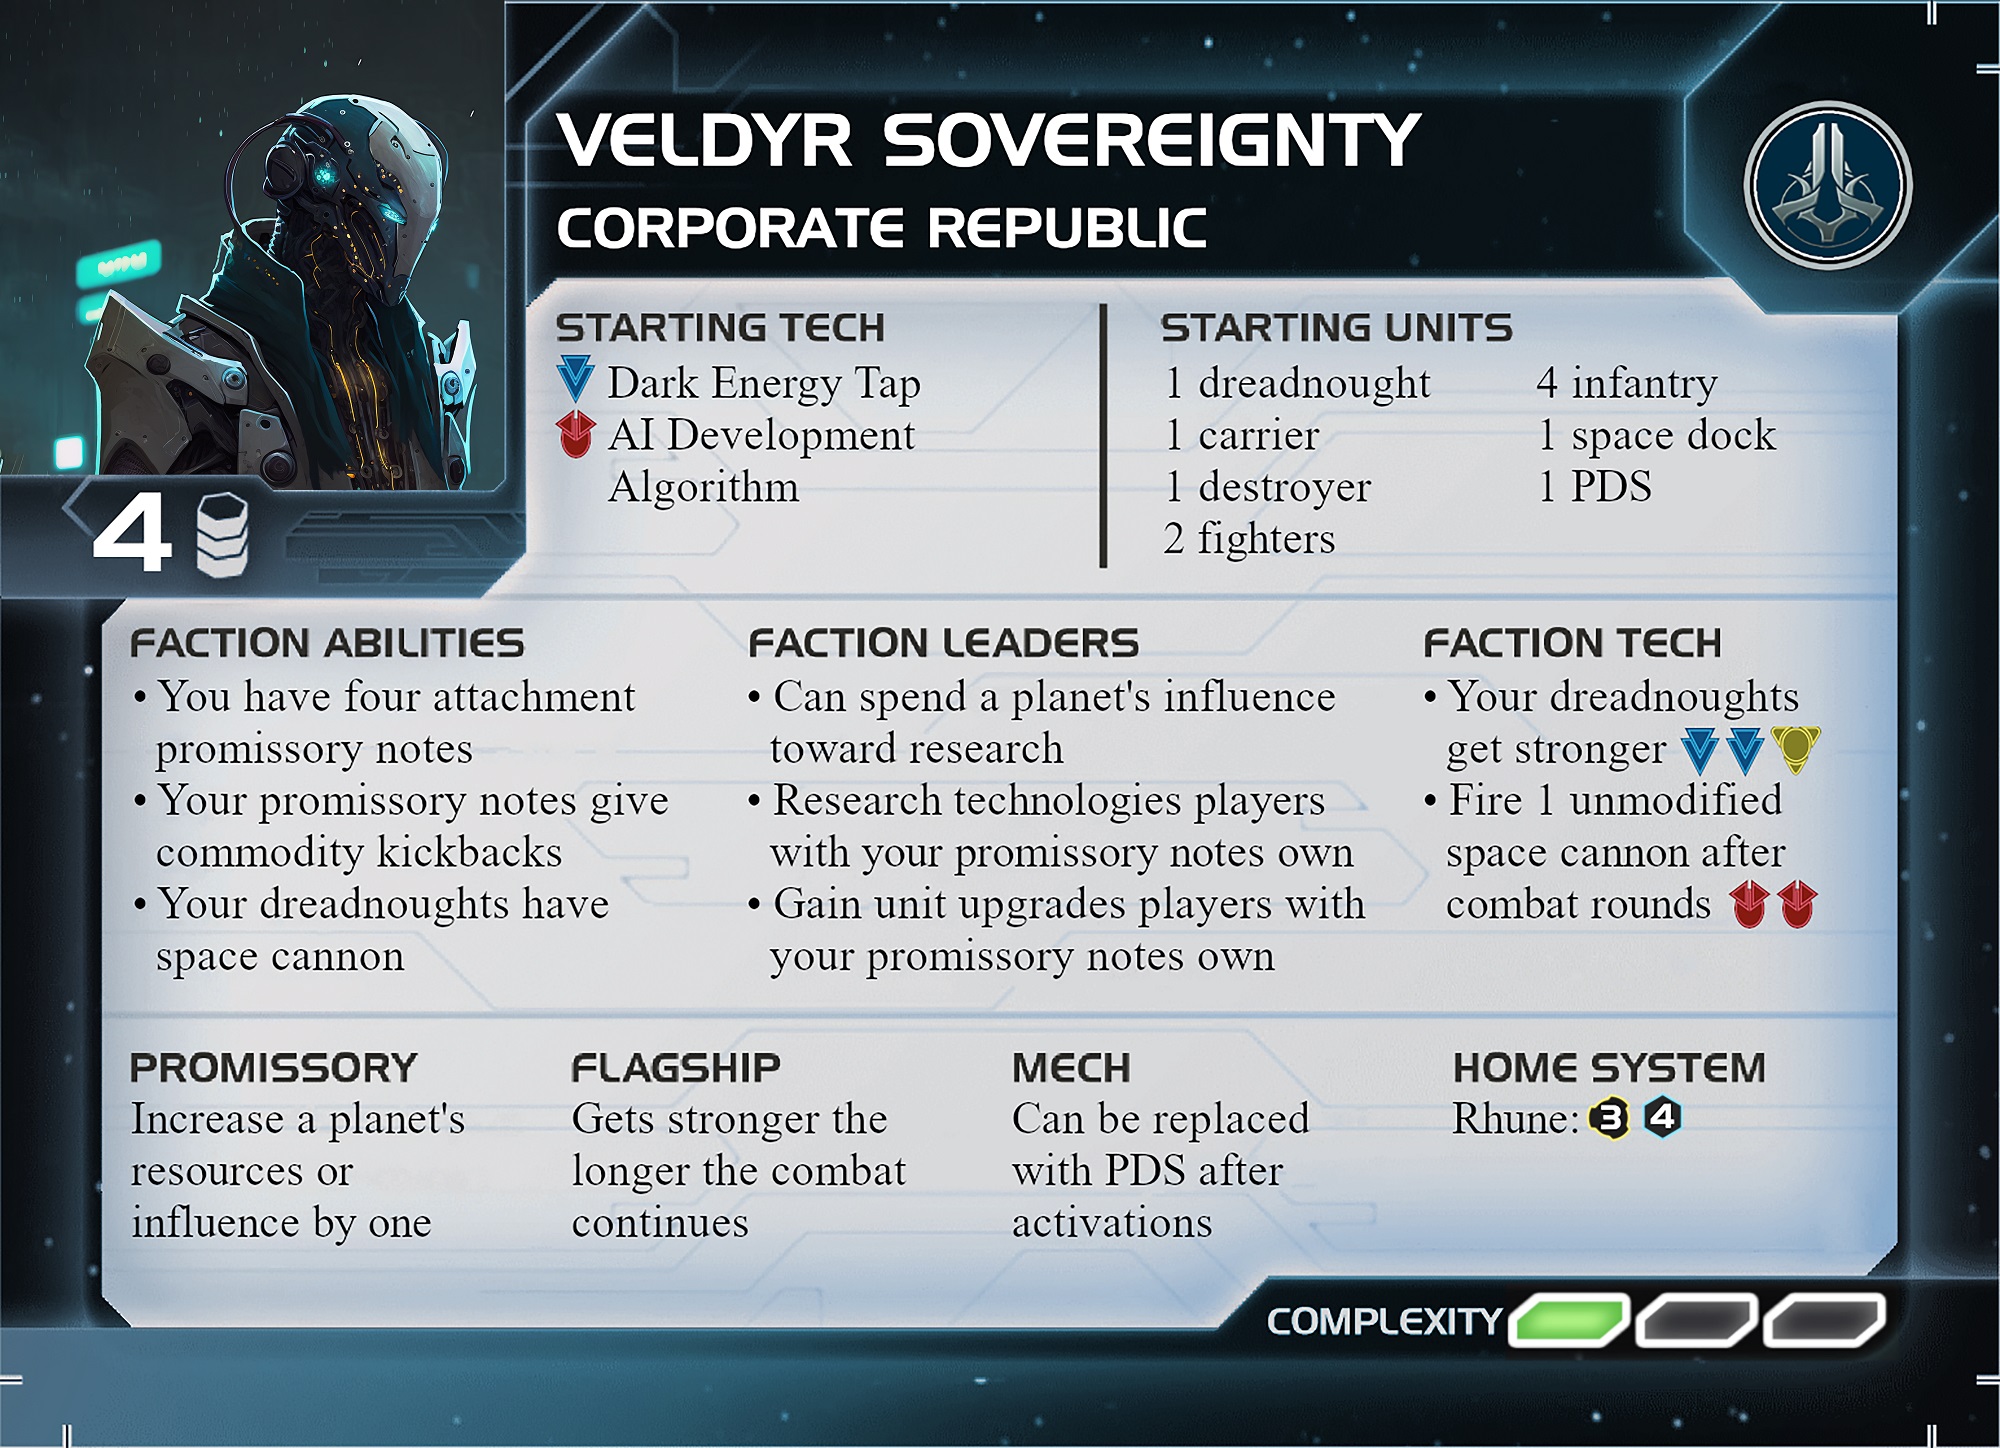 VELDYR SOVEREIGNTY
CORPORATE REPUBLIC
4
STARTING TECH
Dark Energy Tap
AI Development
Algorithm
STARTING UNITS
1 dreadnought
1 carrier
1 destroyer
2 fighters
4 infantry
1 space dock
1 PDS
FACTION ABILITIES
• You have four attachment
promissory notes
• Your promissory notes give
commodity kickbacks
• Your dreadnoughts have
space cannon
FACTION LEADERS
• Can spend a planet's influence
toward research
• Research technologies players
with your promissory notes own
• Gain unit upgrades players with
your promissory notes own
FACTION TECH
• Your dreadnoughts
get stronger
• Fire 1 unmodified
space cannon after
combat rounds
PROMISSORY
Increase a planet's
resources or
influence by one
FLAGSHIP
Gets stronger the
longer the combat
continues
MECH
Can be replaced
with PDS after
activations
HOME SYSTEM
Rhune: 3 4
COMPLEXITY